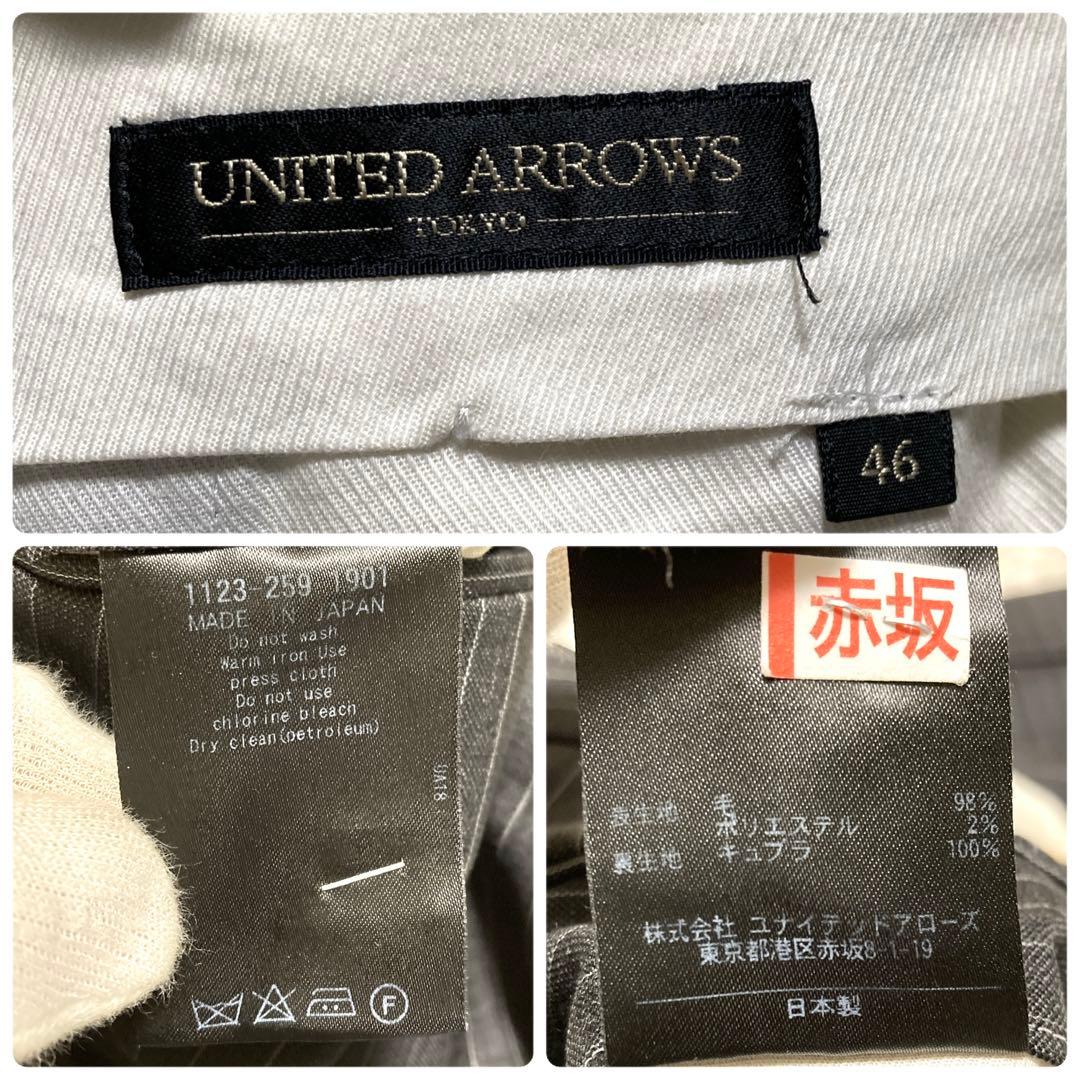 UNITED ARROWS
TOKYO
46
1123-259 1901
MADE IN JAPAN
Do not wash
Warm iron Use
press cloth
Do not use
chlorine bleach
Dry clean(petroleum)
UA18
F
赤坂
表生地 毛 98%
ポリエステル 2%
裏生地 キュプラ 100%
株式会社 ユナイテッドアローズ
東京都港区赤坂8-1-19
日本製